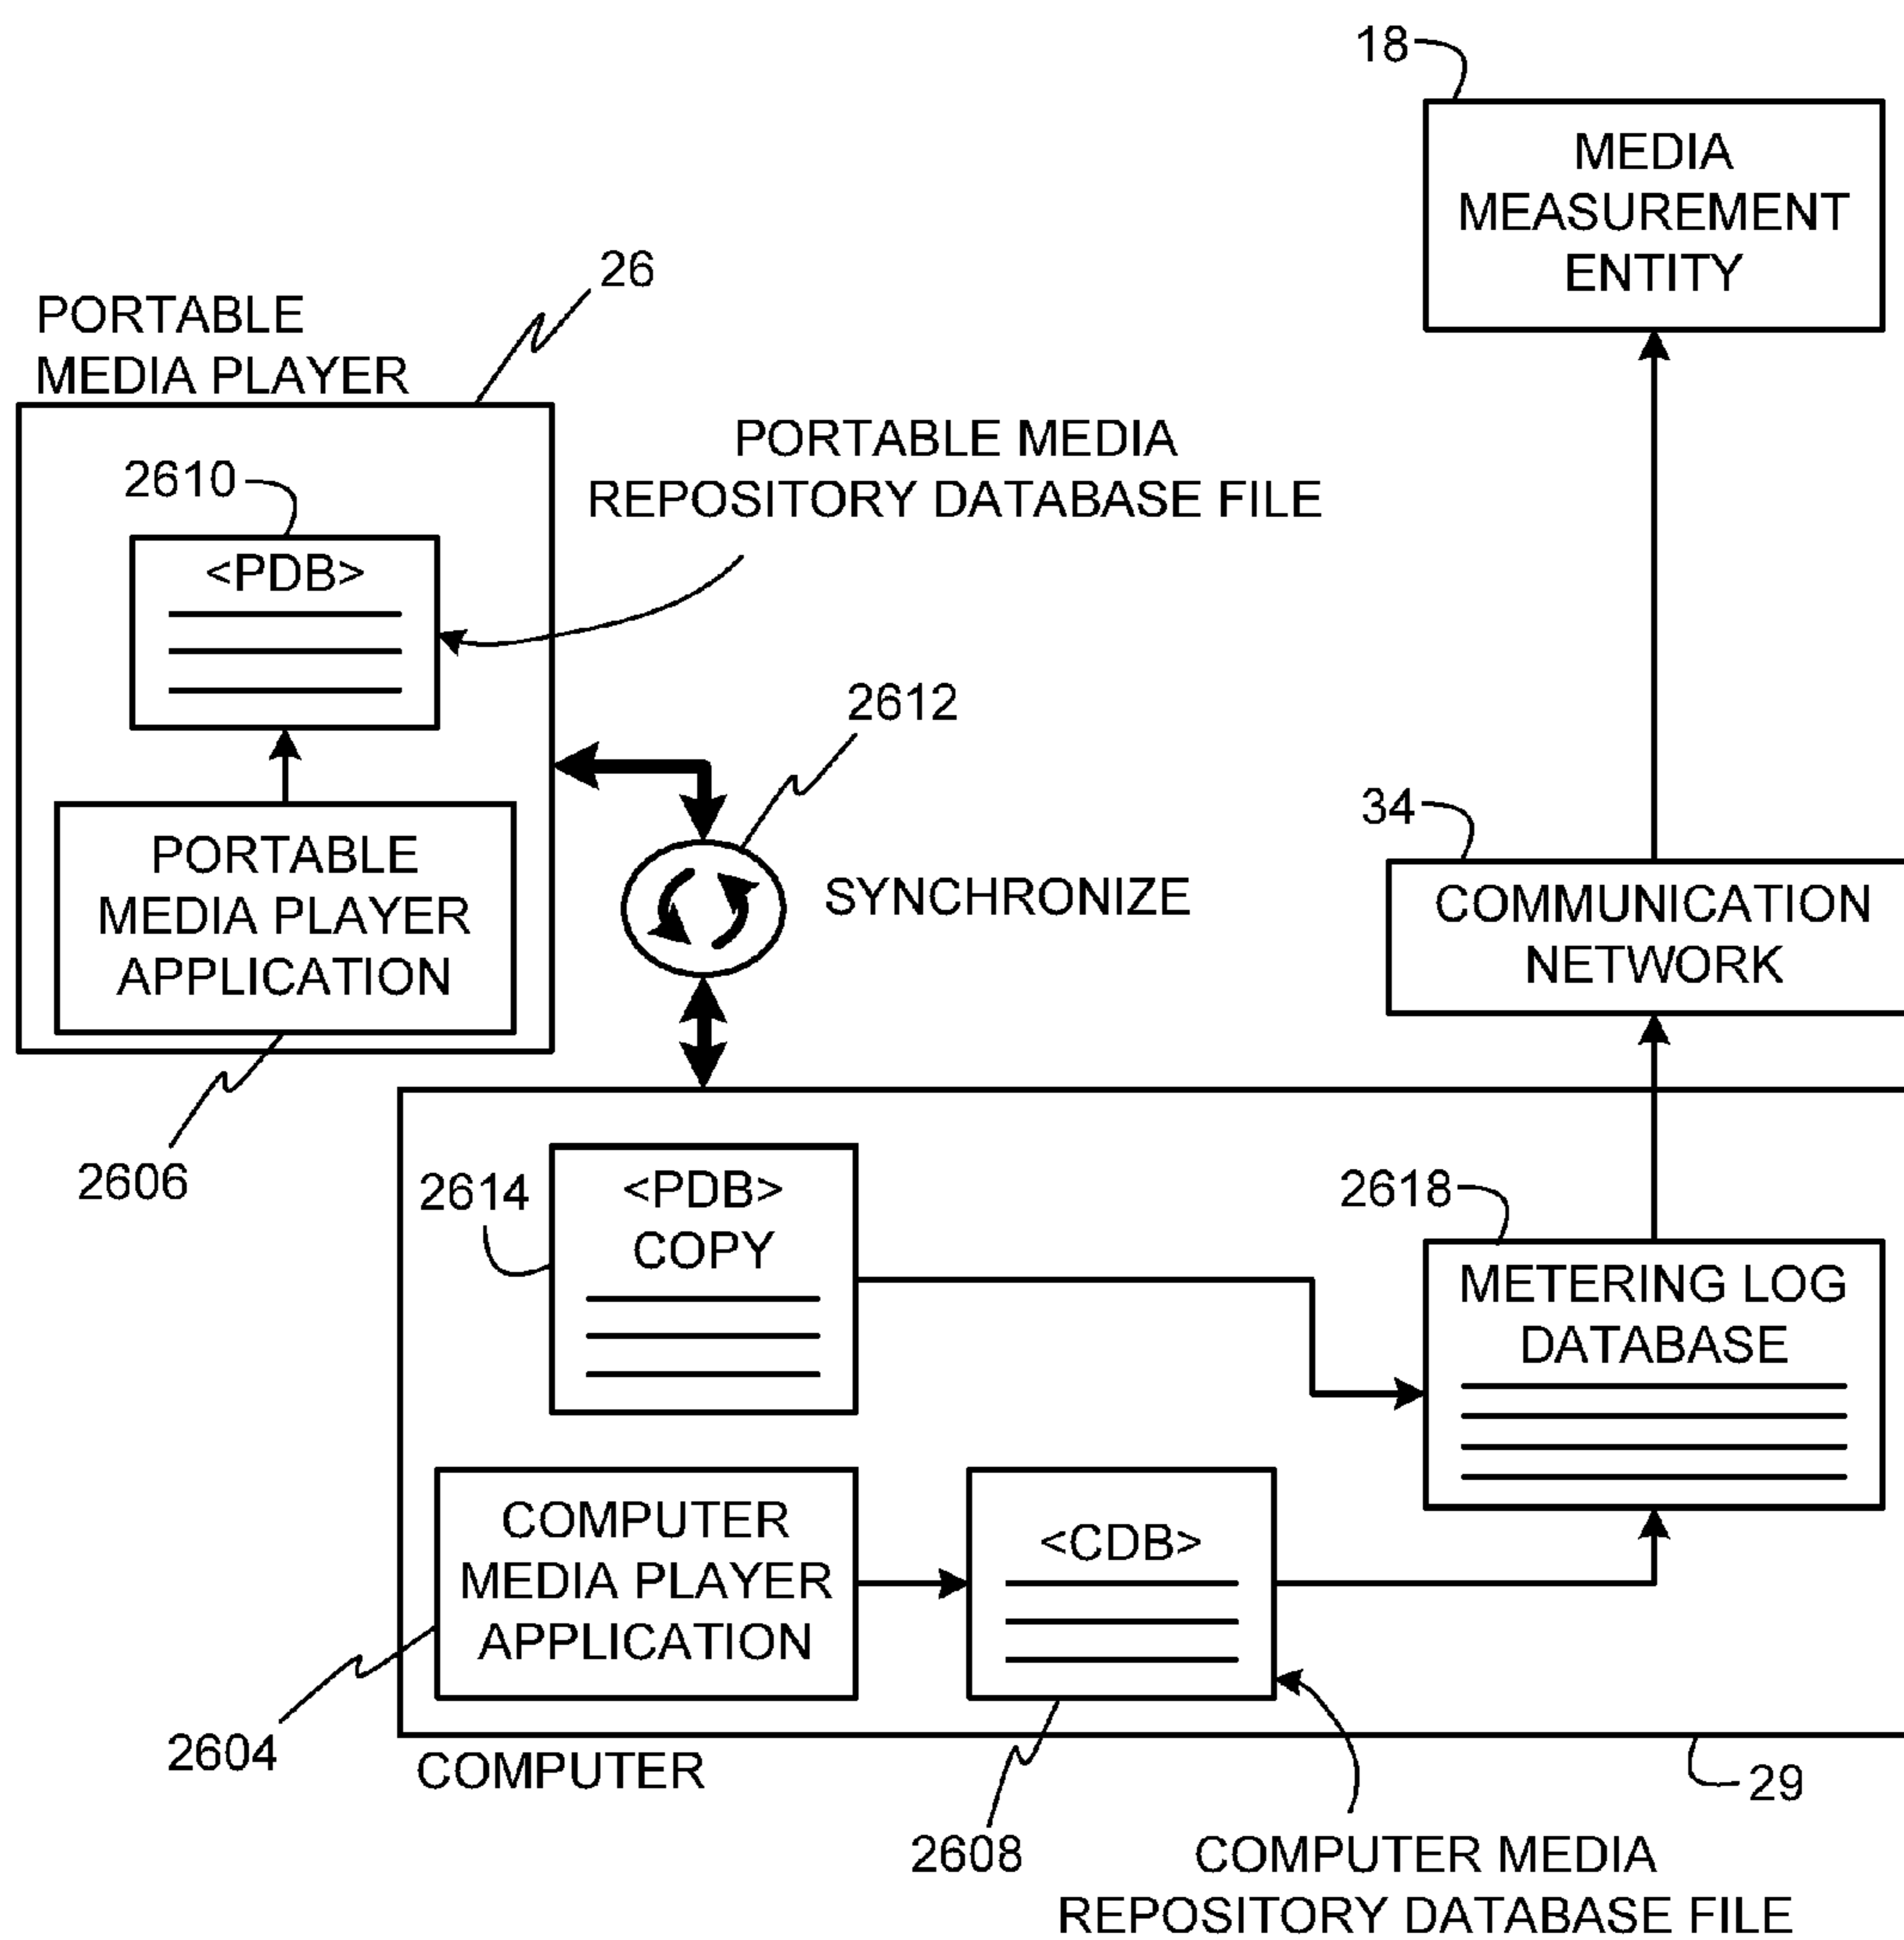 18
MEDIA
MEASUREMENT
ENTITY
26
PORTABLE
MEDIA PLAYER
PORTABLE MEDIA
REPOSITORY DATABASE FILE
2610
<PDB>
2612
34
PORTABLE
MEDIA PLAYER
APPLICATION
SYNCHRONIZE
COMMUNICATION
NETWORK
2606
2614
<PDB>
COPY
2618
METERING LOG
DATABASE
COMPUTER
MEDIA PLAYER
APPLICATION
<CDB>
2604
COMPUTER
29
2608
COMPUTER MEDIA
REPOSITORY DATABASE FILE